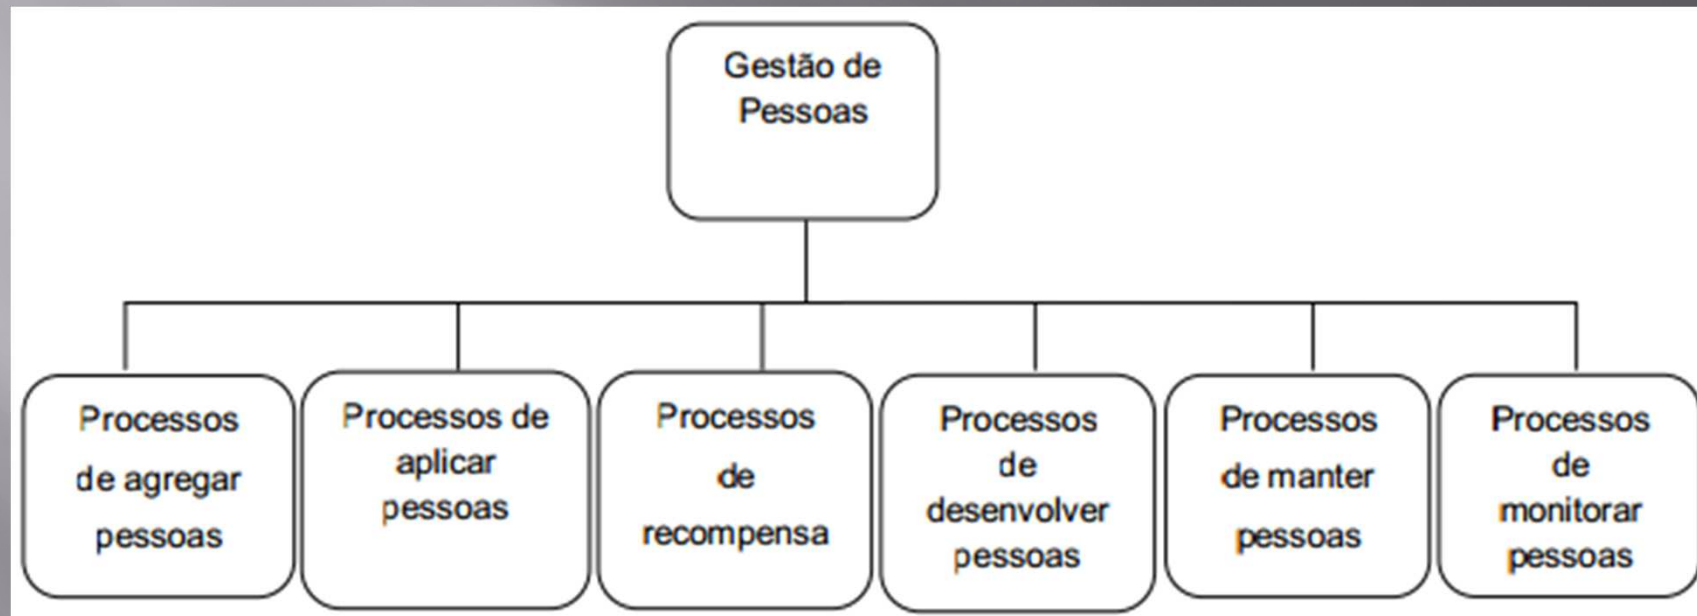 Gestão de
Pessoas
Processos
de agregar
pessoas
Processos de
aplicar
pessoas
Processos
de
recompensa
Processos
de
desenvolver
pessoas
Processos
de manter
pessoas
Processos
de
monitorar
pessoas